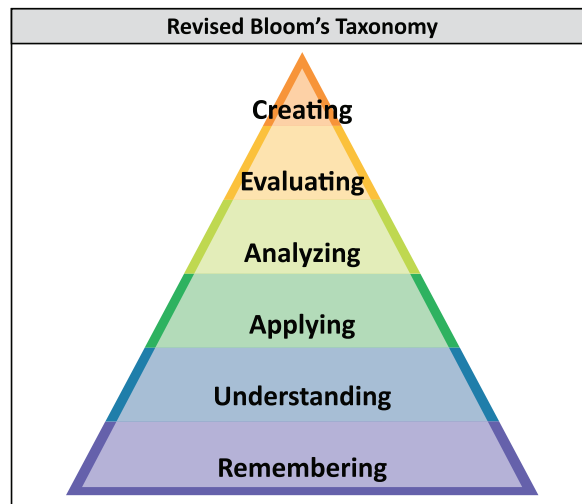 Revised Bloom's Taxonomy
Creating
Evaluating
Analyzing
Applying
Understanding
Remembering